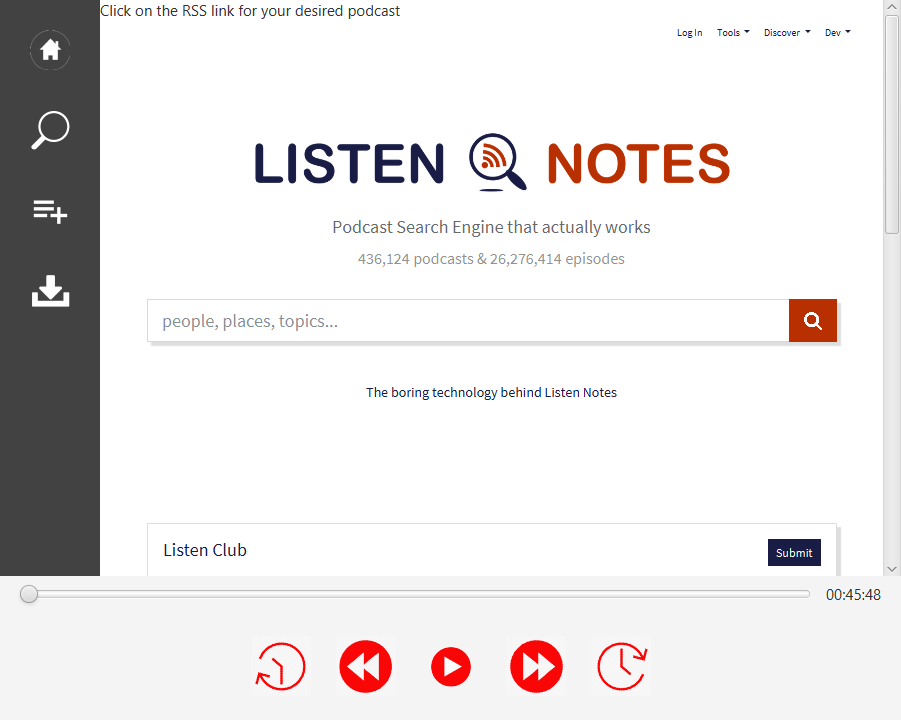 Click on the RSS link for your desired podcast
Log In Tools Discover Dev
LISTEN NOTES
Podcast Search Engine that actually works
436,124 podcasts & 26,276,414 episodes
people, places, topics...
The boring technology behind Listen Notes
Listen Club
Submit
00:45:48